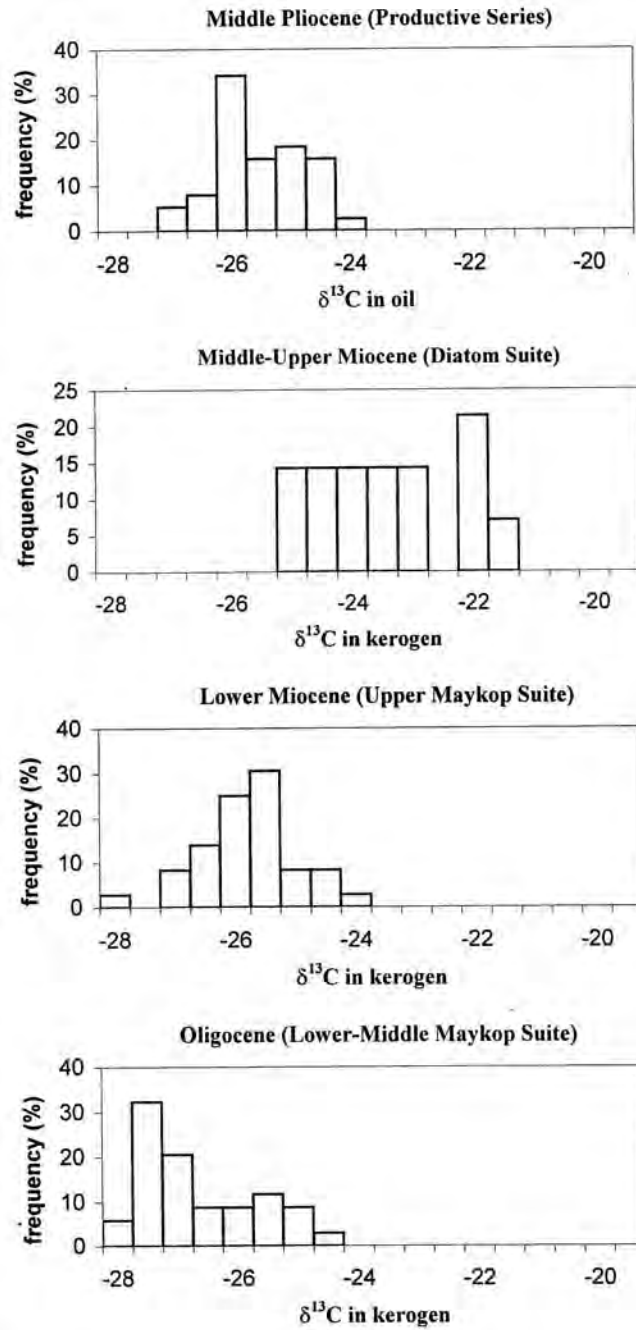 Middle Pliocene (Productive Series)
frequency (%)
40
30
20
10
0
-28 -26 -24 -22 -20
δ¹³C in oil
Middle-Upper Miocene (Diatom Suite)
frequency (%)
25
20
15
10
5
0
-28 -26 -24 -22 -20
δ¹³C in kerogen
Lower Miocene (Upper Maykop Suite)
frequency (%)
40
30
20
10
0
-28 -26 -24 -22 -20
δ¹³C in kerogen
Oligocene (Lower-Middle Maykop Suite)
frequency (%)
40
30
20
10
0
-28 -26 -24 -22 -20
δ¹³C in kerogen